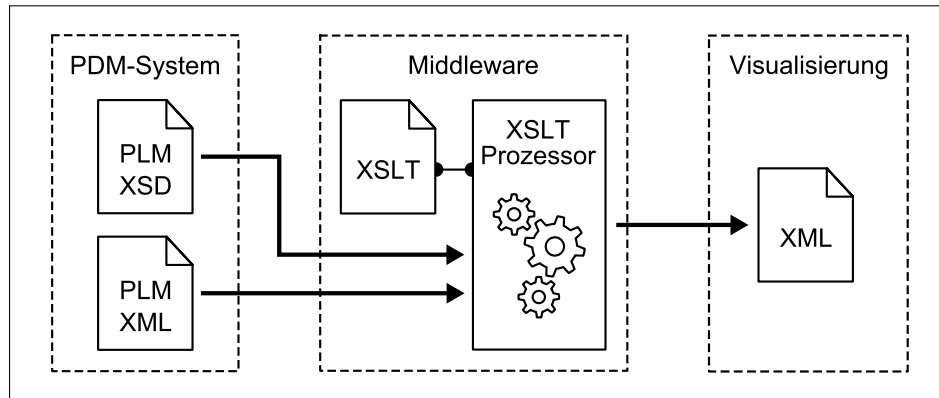 PDM-System
PLM
XSD
PLM
XML
Middleware
XSLT
XSLT
Prozessor
Visualisierung
XML